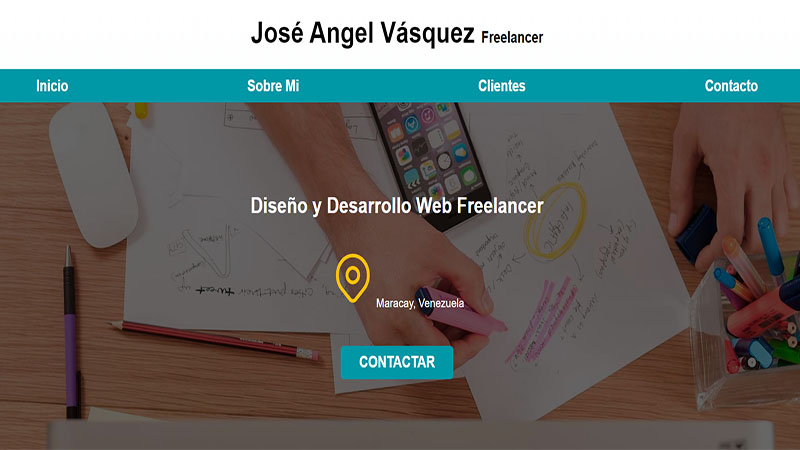 José Angel Vásquez Freelancer
Inicio Sobre Mi Clientes Contacto
Diseño y Desarrollo Web Freelancer
Maracay, Venezuela
CONTACTAR